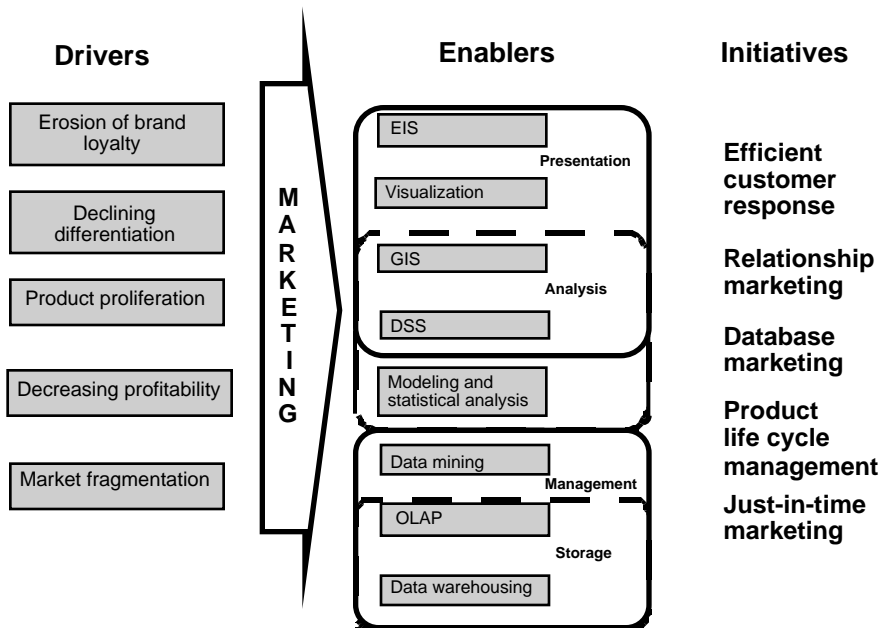 Drivers
Erosion of brand
loyalty
Declining
differentiation
Product proliferation
Decreasing profitability
Market fragmentation
MARKETING
Enablers
EIS
Presentation
Visualization
GIS
Analysis
DSS
Modeling and
statistical analysis
Data mining
Management
OLAP
Storage
Data warehousing
Initiatives
Efficient
customer
response
Relationship
marketing
Database
marketing
Product
life cycle
management
Just-in-time
marketing